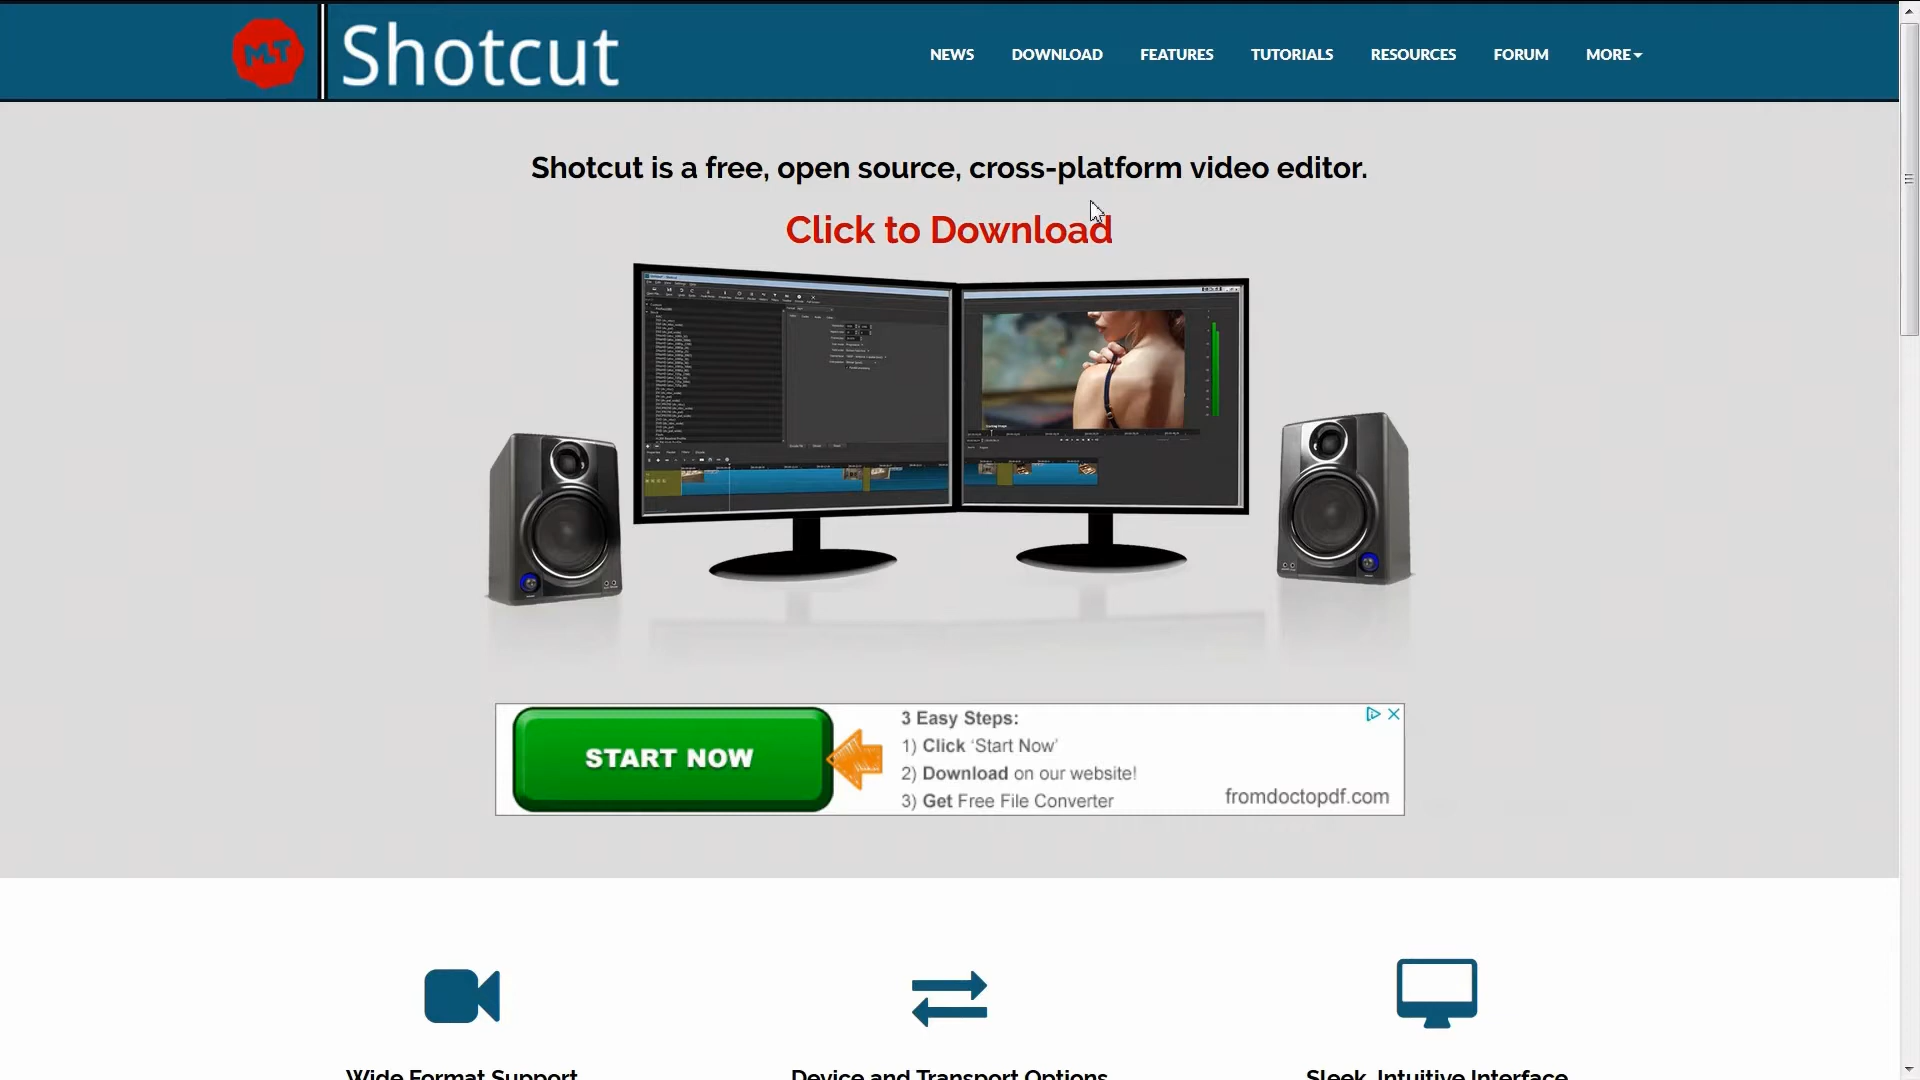 MLT Shotcut
NEWS DOWNLOAD FEATURES TUTORIALS RESOURCES FORUM MORE
Shotcut is a free, open source, cross-platform video editor.
Click to Download
START NOW
3 Easy Steps:
1) Click ‘Start Now’
2) Download on our website!
3) Get Free File Converter
fromdoctopdf.com
Wide Format Support
Device and Transport Options
Sleek, Intuitive Interface